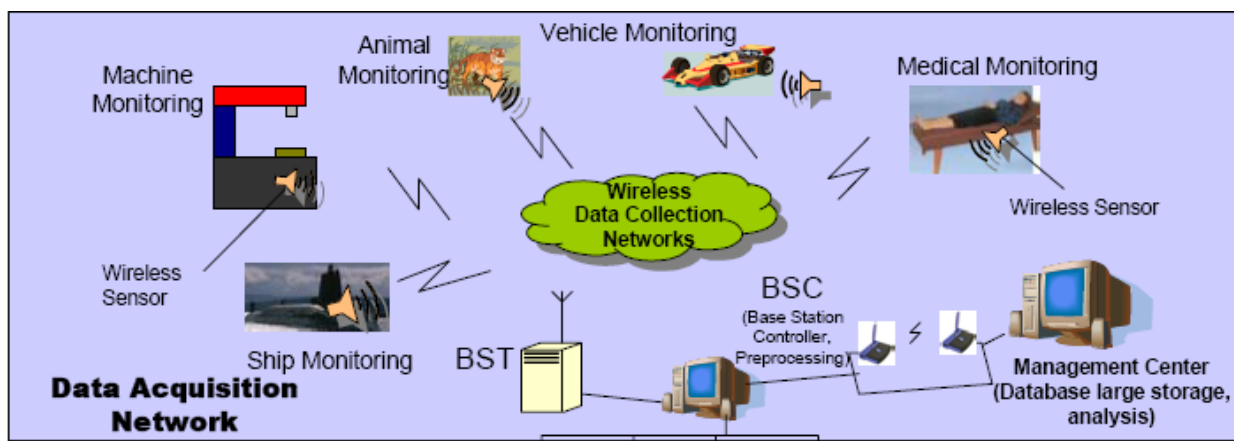 Machine
Monitoring
Animal
Monitoring
Vehicle Monitoring
Medical Monitoring
Wireless
Data Collection
Networks
Wireless Sensor
Wireless
Sensor
Ship Monitoring
BST
BSC
(Base Station
Controller,
Preprocessing)
Management Center
(Database large storage,
analysis)
Data Acquisition
Network